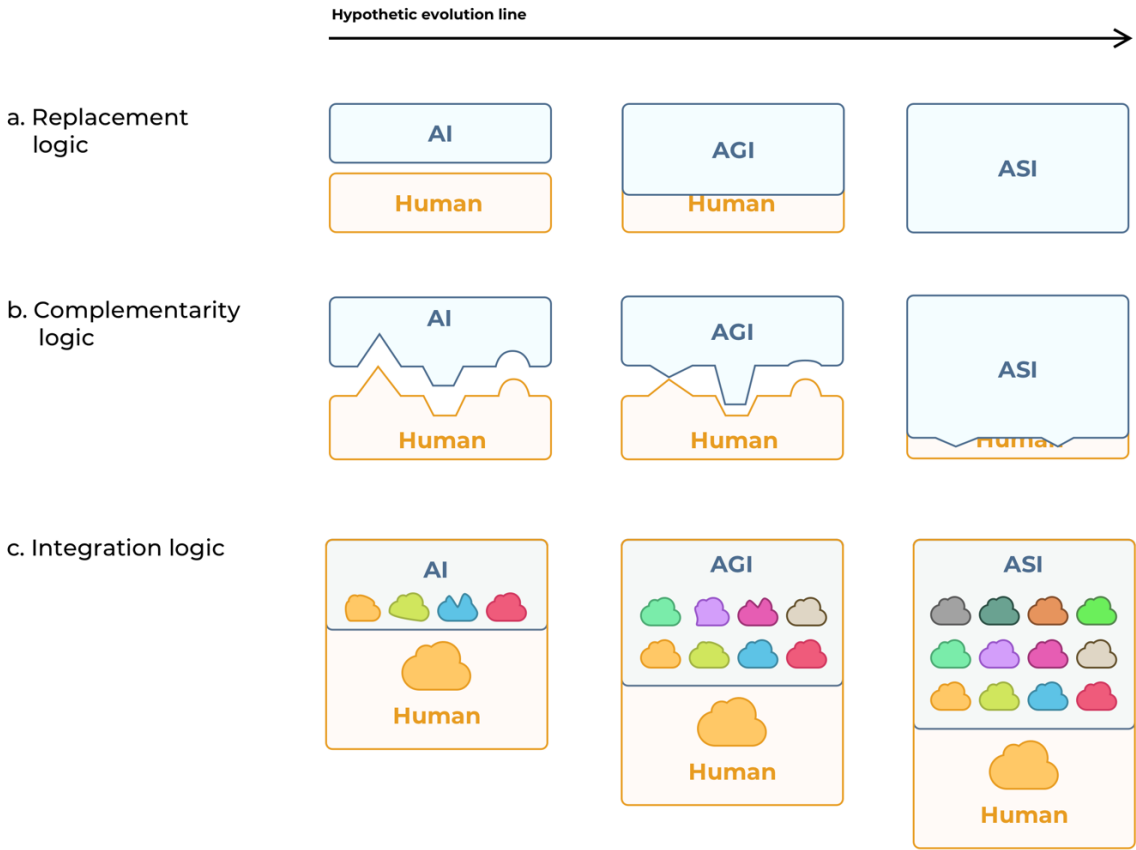 Hypothetic evolution line
a. Replacement
logic
AI
Human
AGI
Human
ASI
b. Complementarity
logic
AI
Human
AGI
Human
ASI
Human
c. Integration logic
AI
Human
AGI
Human
ASI
Human